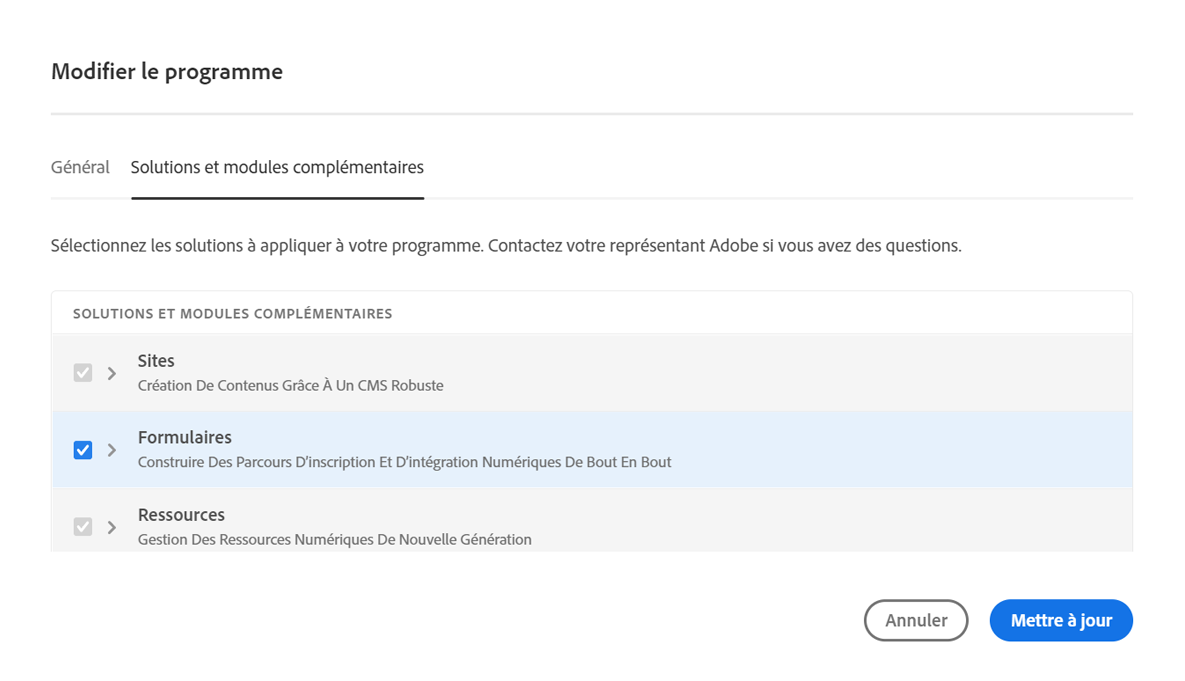 Modifier le programme
Général Solutions et modules complémentaires
Sélectionnez les solutions à appliquer à votre programme. Contactez votre représentant Adobe si vous avez des questions.
SOLUTIONS ET MODULES COMPLÉMENTAIRES
Sites
Création De Contenus Grâce À Un CMS Robuste
Formulaires
Construire Des Parcours D'inscription Et D'intégration Numériques De Bout En Bout
Ressources
Gestion Des Ressources Numériques De Nouvelle Génération
Annuler Mettre à jour